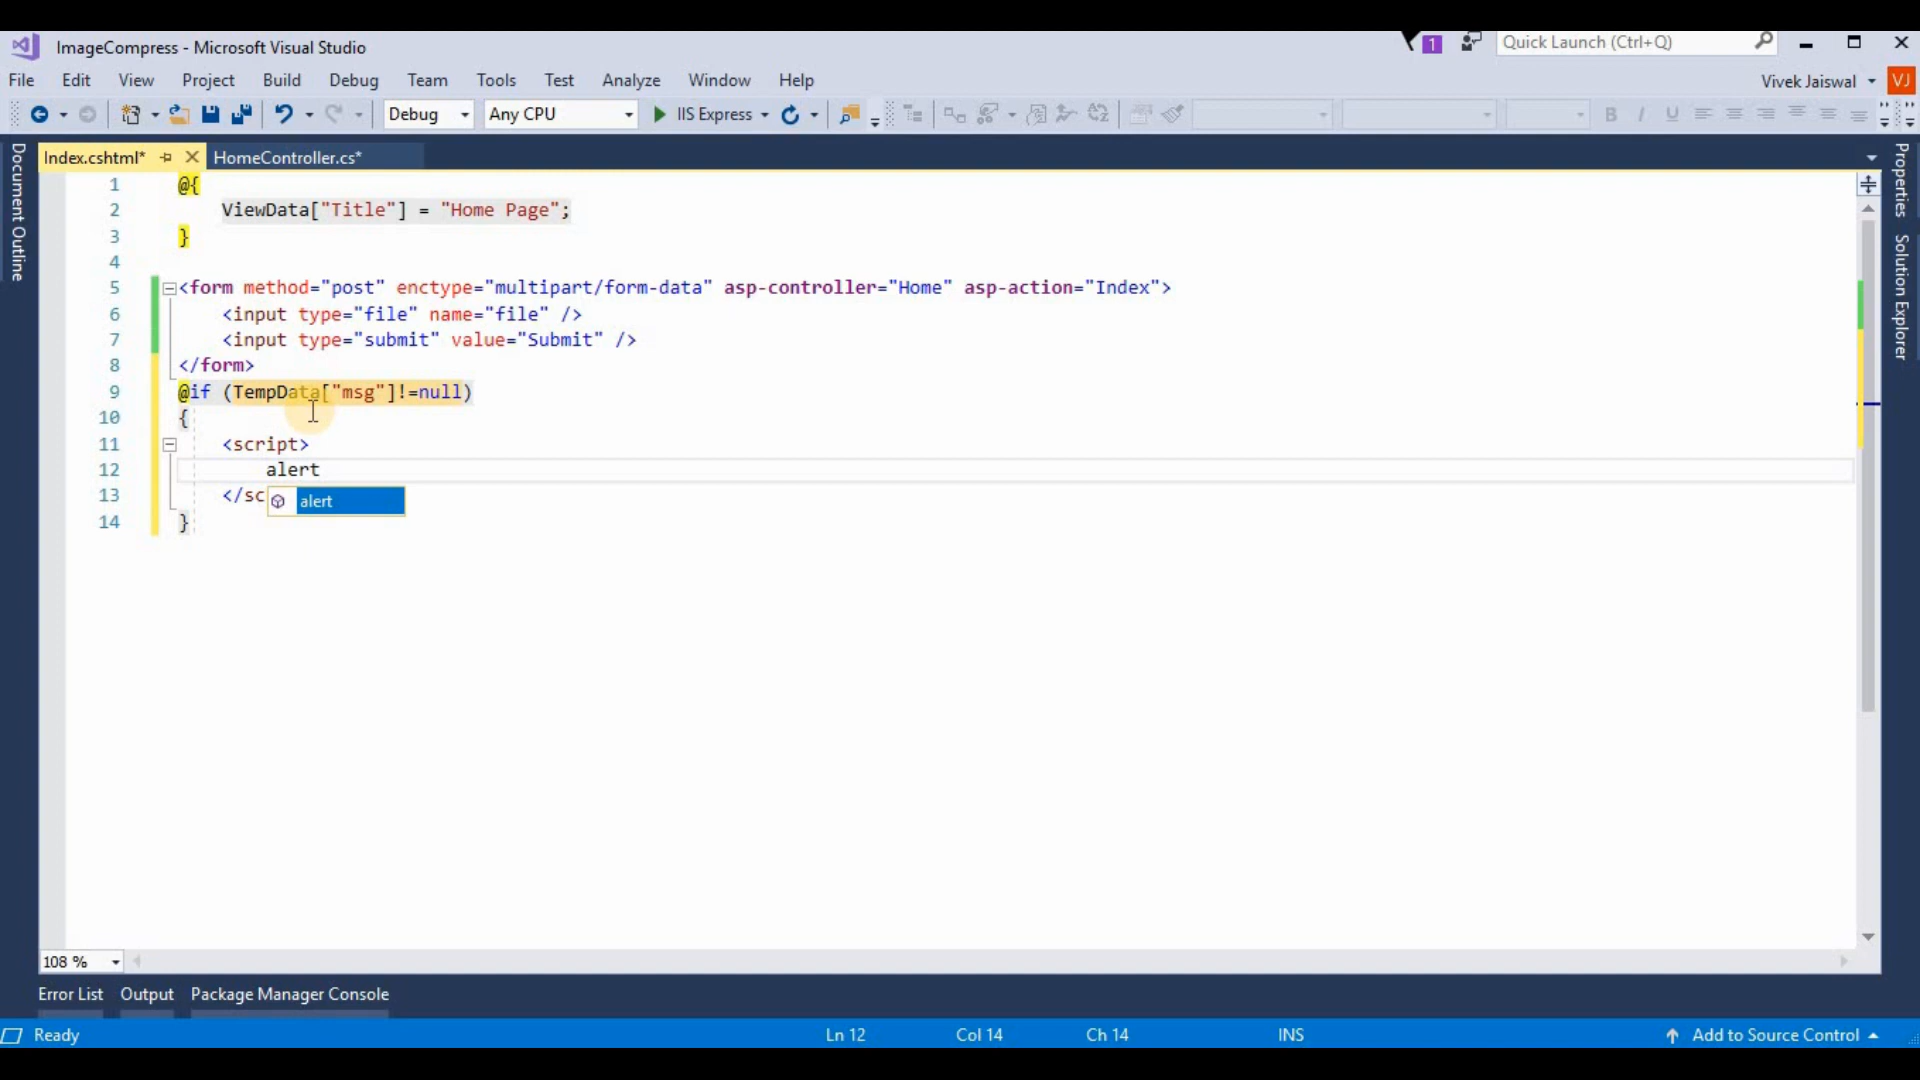 ImageCompress - Microsoft Visual Studio
1
Quick Launch (Ctrl+Q)
File Edit View Project Build Debug Team Tools Test Analyze Window Help
Vivek Jaiswal VJ
Debug Any CPU IIS Express
B I U
Document Outline
Index.cshtml* HomeController.cs*
Properties
Solution Explorer
1 @{
2 ViewData["Title"] = "Home Page";
3 }
4
5 <form method="post" enctype="multipart/form-data" asp-controller="Home" asp-action="Index">
6 <input type="file" name="file" />
7 <input type="submit" value="Submit" />
8 </form>
9 @if (TempData["msg"]!=null)
10 {
11 <script>
12 alert
13 </sc
alert
14 }
108 %
Error List Output Package Manager Console
Ready Ln 12 Col 14 Ch 14 INS Add to Source Control